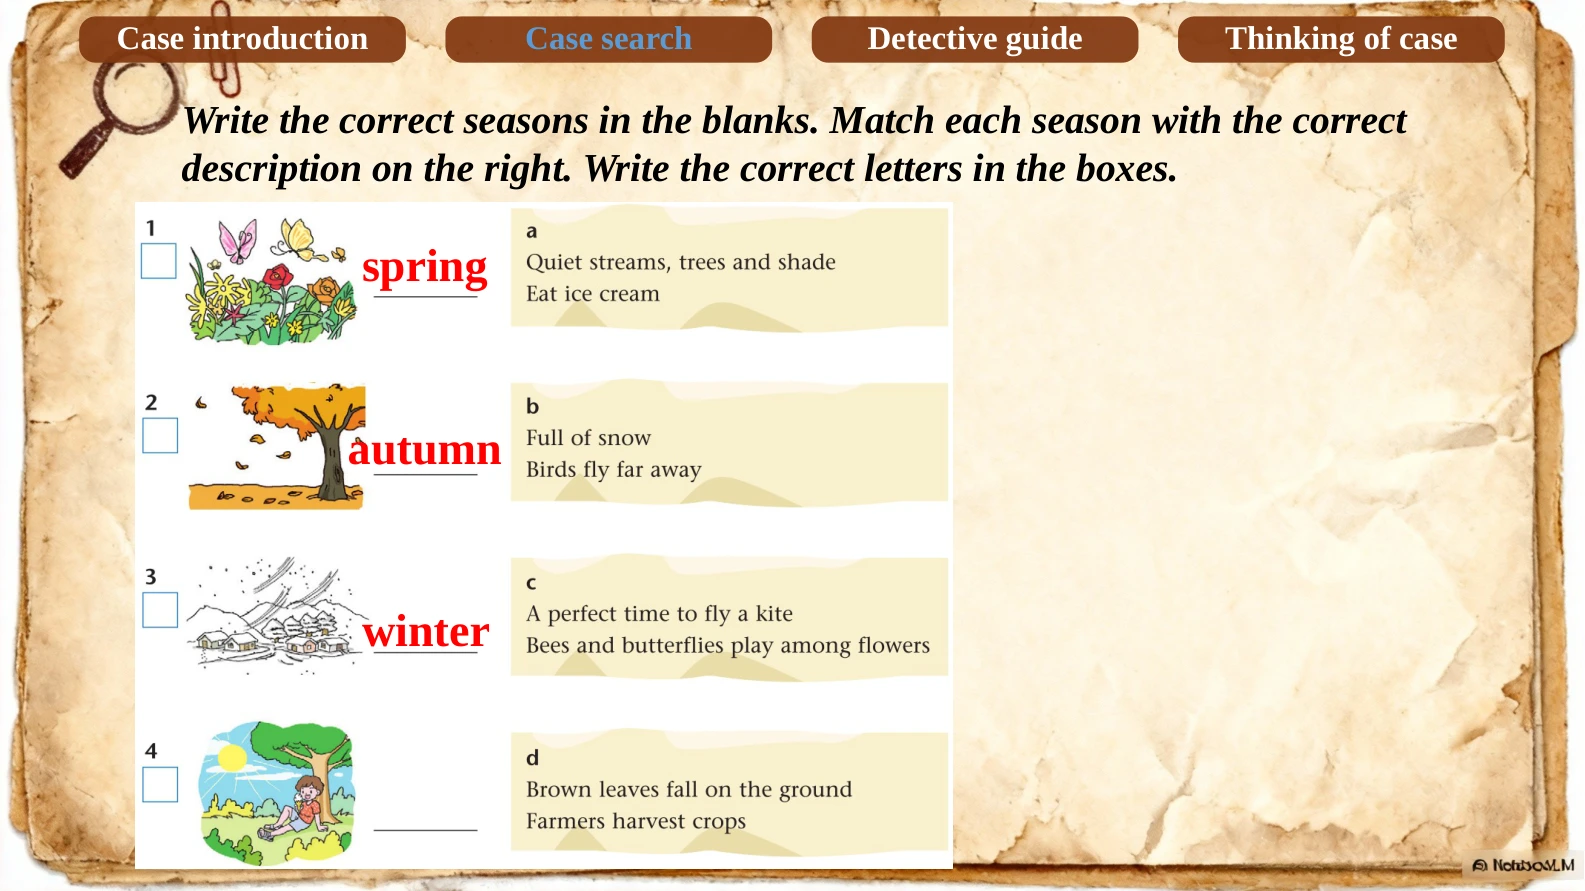 Case introduction
Case search
Detective guide
Thinking of case
Write the correct seasons in the blanks. Match each season with the correct
description on the right. Write the correct letters in the boxes.
1
spring
a
Quiet streams, trees and shade
Eat ice cream
2
autumn
b
Full of snow
Birds fly far away
3
winter
c
A perfect time to fly a kite
Bees and butterflies play among flowers
4
d
Brown leaves fall on the ground
Farmers harvest crops